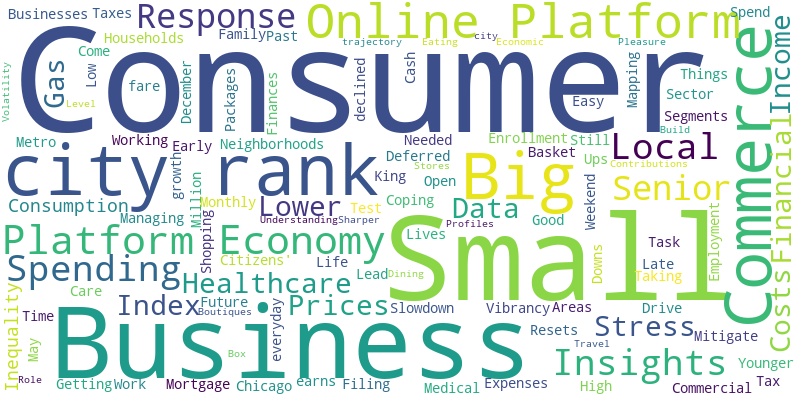 Businesses Taxes Response Online Platform Spend
Households Family Past trajectory Eating city Economic Pleasure
Come
Consumer
Volatility Gas Low fare December Packages Finances declined Cash Easy Mapping Things Sector Segments Income
Level Build
Commerce
Metro Working Early Neighborhoods Needed Enrollment Still Local
Deferred Basket Ups
Stores Contributions
city rank growth King Open Big Weekend Senior Financial
Consumption Million Monthly Lower Test Coping Data Good
Managing Shopping Understanding Sharper Profiles Lives Task Employment
Platform Economy Small Downs Late Costs
Citizens' Life Lead Dining Taking
Spending Healthcare
Inequality Care Future Boutiques Index Prices Slowdown Vibrancy Areas Drive
Time May everyday Resets Stress Mitigate
Business Travel
Box Insights Younger
Role Getting Work Mortgage Chicago earns Filing Medical Expenses High Commercial Tax